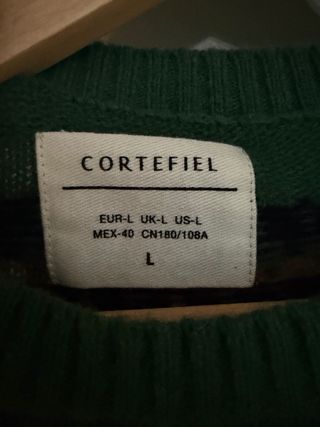 CORTEFIEL
EUR-L UK-L US-L
MEX-40 CN180/108A
L